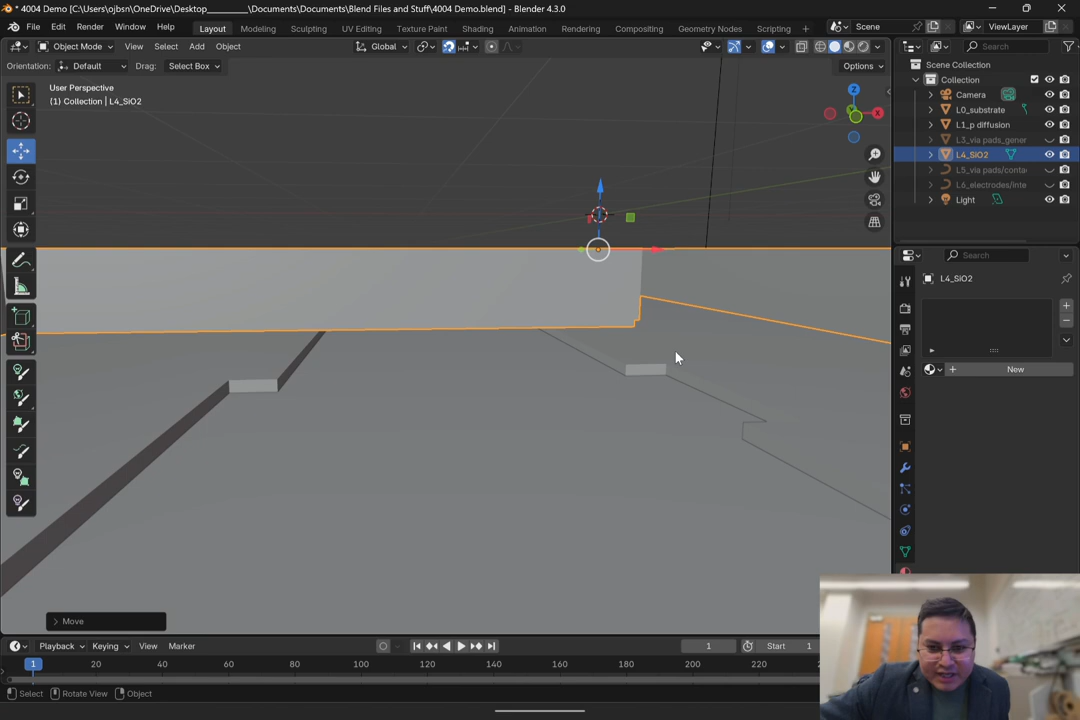 * 4004 Demo [C:\Users\ojbsn\OneDrive\Desktop_________\Documents\Documents\Blend Files and Stuff\4004 Demo.blend] - Blender 4.3.0
File Edit Render Window Help Layout Modeling Sculpting UV Editing Texture Paint Shading Animation Rendering Compositing Geometry Nodes Scripting + Scene ViewLayer
Object Mode View Select Add Object Global Search
Orientation: Default Drag: Select Box Options
User Perspective
(1) Collection | L4_SiO2
Z
X
Scene Collection
Collection
Camera
L0_substrate
L1_p diffusion
L3_via pads_gener
L4_SiO2
L5_via pads/conta
L6_electrodes/inte
Light
Search
L4_SiO2
New
Move
Playback Keying View Marker 1 Start 1
1 20 40 60 80 100 120 140 160 180 200 220
Select Rotate View Object